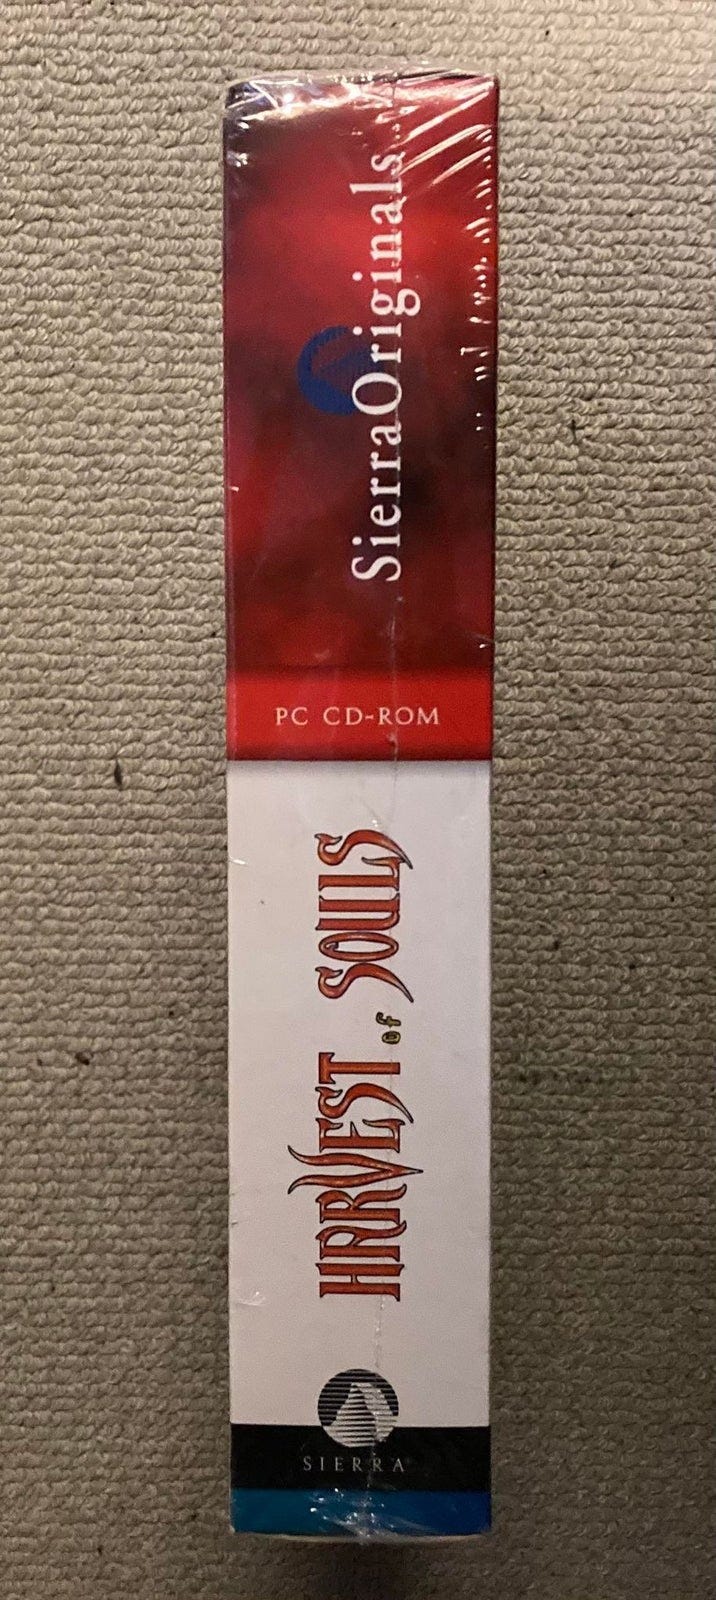 SierraOriginals
PC CD-ROM
HARVEST of SOULS
SIERRA